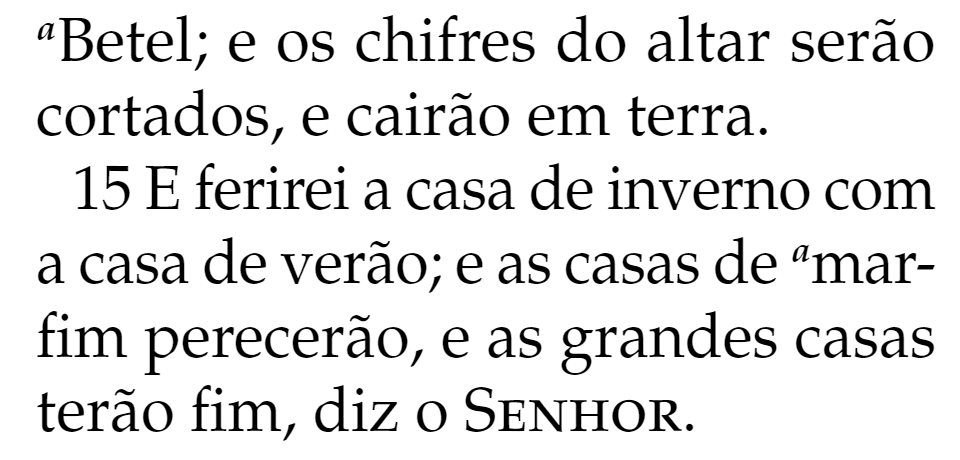 ᵃBetel; e os chifres do altar serão
cortados, e cairão em terra.
15 E ferirei a casa de inverno com
a casa de verão; e as casas de ᵃmar-
fim perecerão, e as grandes casas
terão fim, diz o SENHOR.